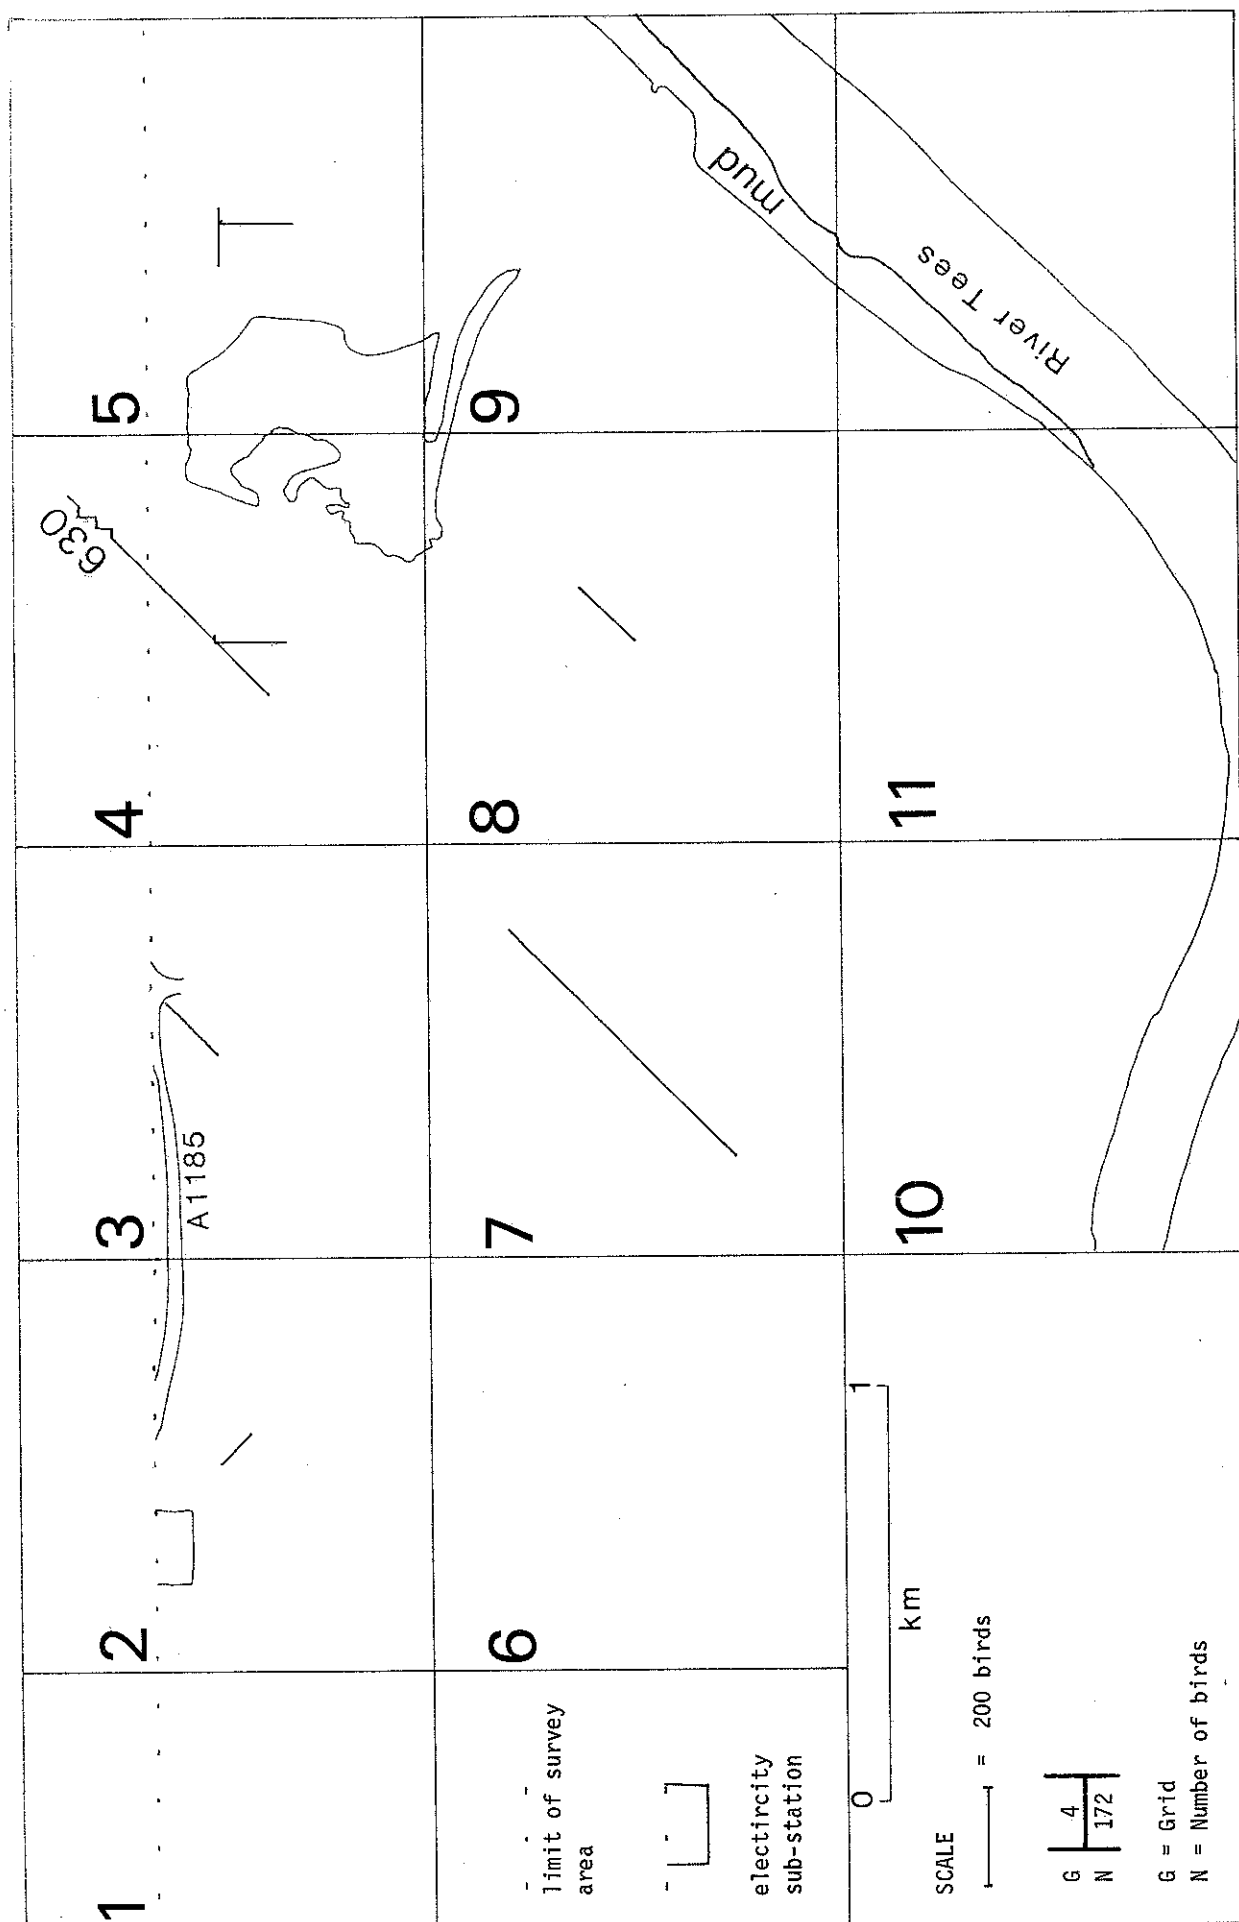 1
2
3
4
5
630
A1185
6
7
8
9
mud
River Tees
10
11
limit of survey
area
electircity
sub-station
0 1
km
SCALE
= 200 birds
G 4
N 172
G = Grid
N = Number of birds